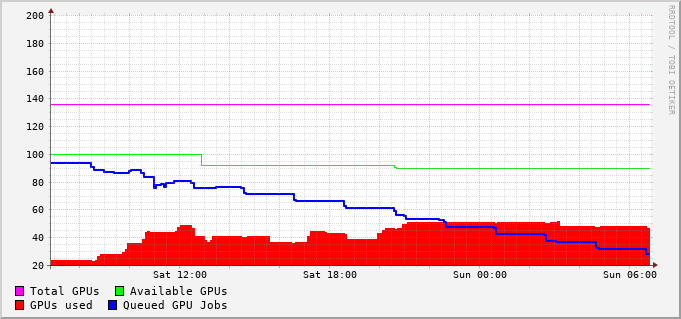 200
180
160
140
120
100
80
60
40
20
Sat 12:00 Sat 18:00 Sun 00:00 Sun 06:00
Total GPUs Available GPUs
GPUs used Queued GPU Jobs
RRDTOOL / TOBI OETIKER